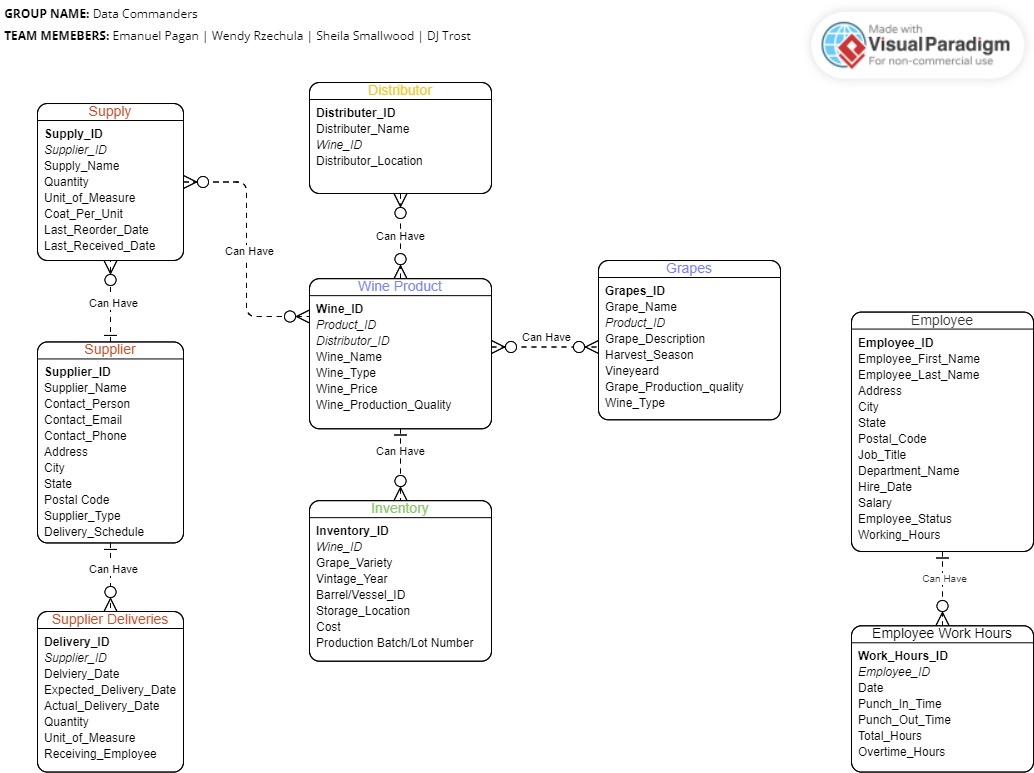 GROUP NAME: Data Commanders
TEAM MEMEBERS: Emanuel Pagan | Wendy Rzechula | Sheila Smallwood | DJ Trost
Made with
Visual Paradigm
For non-commercial use
Supply
Supply_ID
Supplier_ID
Supply_Name
Quantity
Unit_of_Measure
Coat_Per_Unit
Last_Reorder_Date
Last_Received_Date
Can Have
Supplier
Supplier_ID
Supplier_Name
Contact_Person
Contact_Email
Contact_Phone
Address
City
State
Postal Code
Supplier_Type
Delivery_Schedule
Can Have
Supplier Deliveries
Delivery_ID
Supplier_ID
Delviery_Date
Expected_Delivery_Date
Actual_Delivery_Date
Quantity
Unit_of_Measure
Receiving_Employee
Can Have
Distributor
Distributer_ID
Distributer_Name
Wine_ID
Distributor_Location
Can Have
Wine Product
Wine_ID
Product_ID
Distributor_ID
Wine_Name
Wine_Type
Wine_Price
Wine_Production_Quality
Can Have
Inventory
Inventory_ID
Wine_ID
Grape_Variety
Vintage_Year
Barrel/Vessel_ID
Storage_Location
Cost
Production Batch/Lot Number
Can Have
Grapes
Grapes_ID
Grape_Name
Product_ID
Grape_Description
Harvest_Season
Vineyeard
Grape_Production_quality
Wine_Type
Employee
Employee_ID
Employee_First_Name
Employee_Last_Name
Address
City
State
Postal_Code
Job_Title
Department_Name
Hire_Date
Salary
Employee_Status
Working_Hours
Can Have
Employee Work Hours
Work_Hours_ID
Employee_ID
Date
Punch_In_Time
Punch_Out_Time
Total_Hours
Overtime_Hours